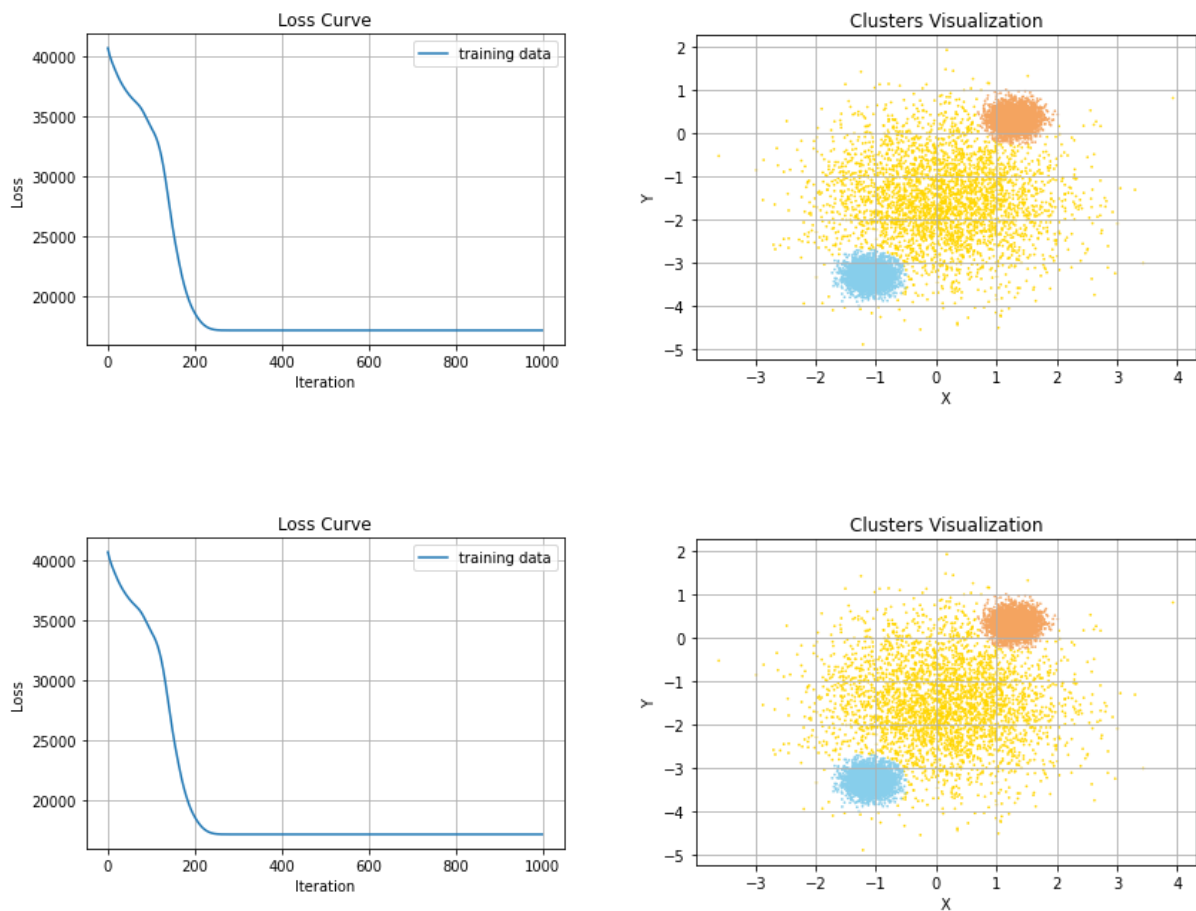 Loss Curve
training data
40000
35000
30000
25000
20000
Loss
0 200 400 600 800 1000
Iteration
Clusters Visualization
2
1
0
−1
−2
−3
−4
−5
Y
−3 −2 −1 0 1 2 3 4
X
Loss Curve
training data
40000
35000
30000
25000
20000
Loss
0 200 400 600 800 1000
Iteration
Clusters Visualization
2
1
0
−1
−2
−3
−4
−5
Y
−3 −2 −1 0 1 2 3 4
X